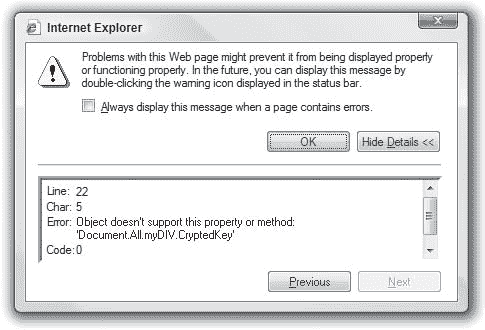 Internet Explorer
Problems with this Web page might prevent it from being displayed properly
or functioning properly. In the future, you can display this message by
double-clicking the warning icon displayed in the status bar.
Always display this message when a page contains errors.
OK
Hide Details <<
Line: 22
Char: 5
Error: Object doesn't support this property or method:
'Document.All.myDIV.CryptedKey'
Code:0
Previous
Next